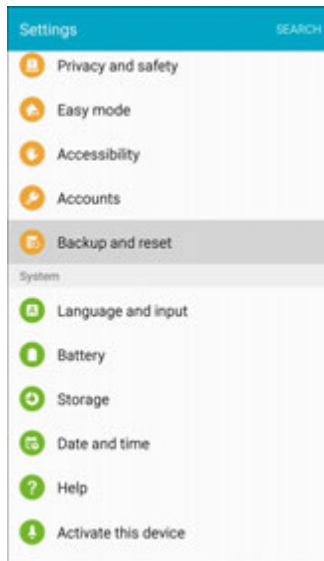 Settings
SEARCH
Privacy and safety
Easy mode
Accessibility
Accounts
Backup and reset
System
Language and input
Battery
Storage
Date and time
Help
Activate this device